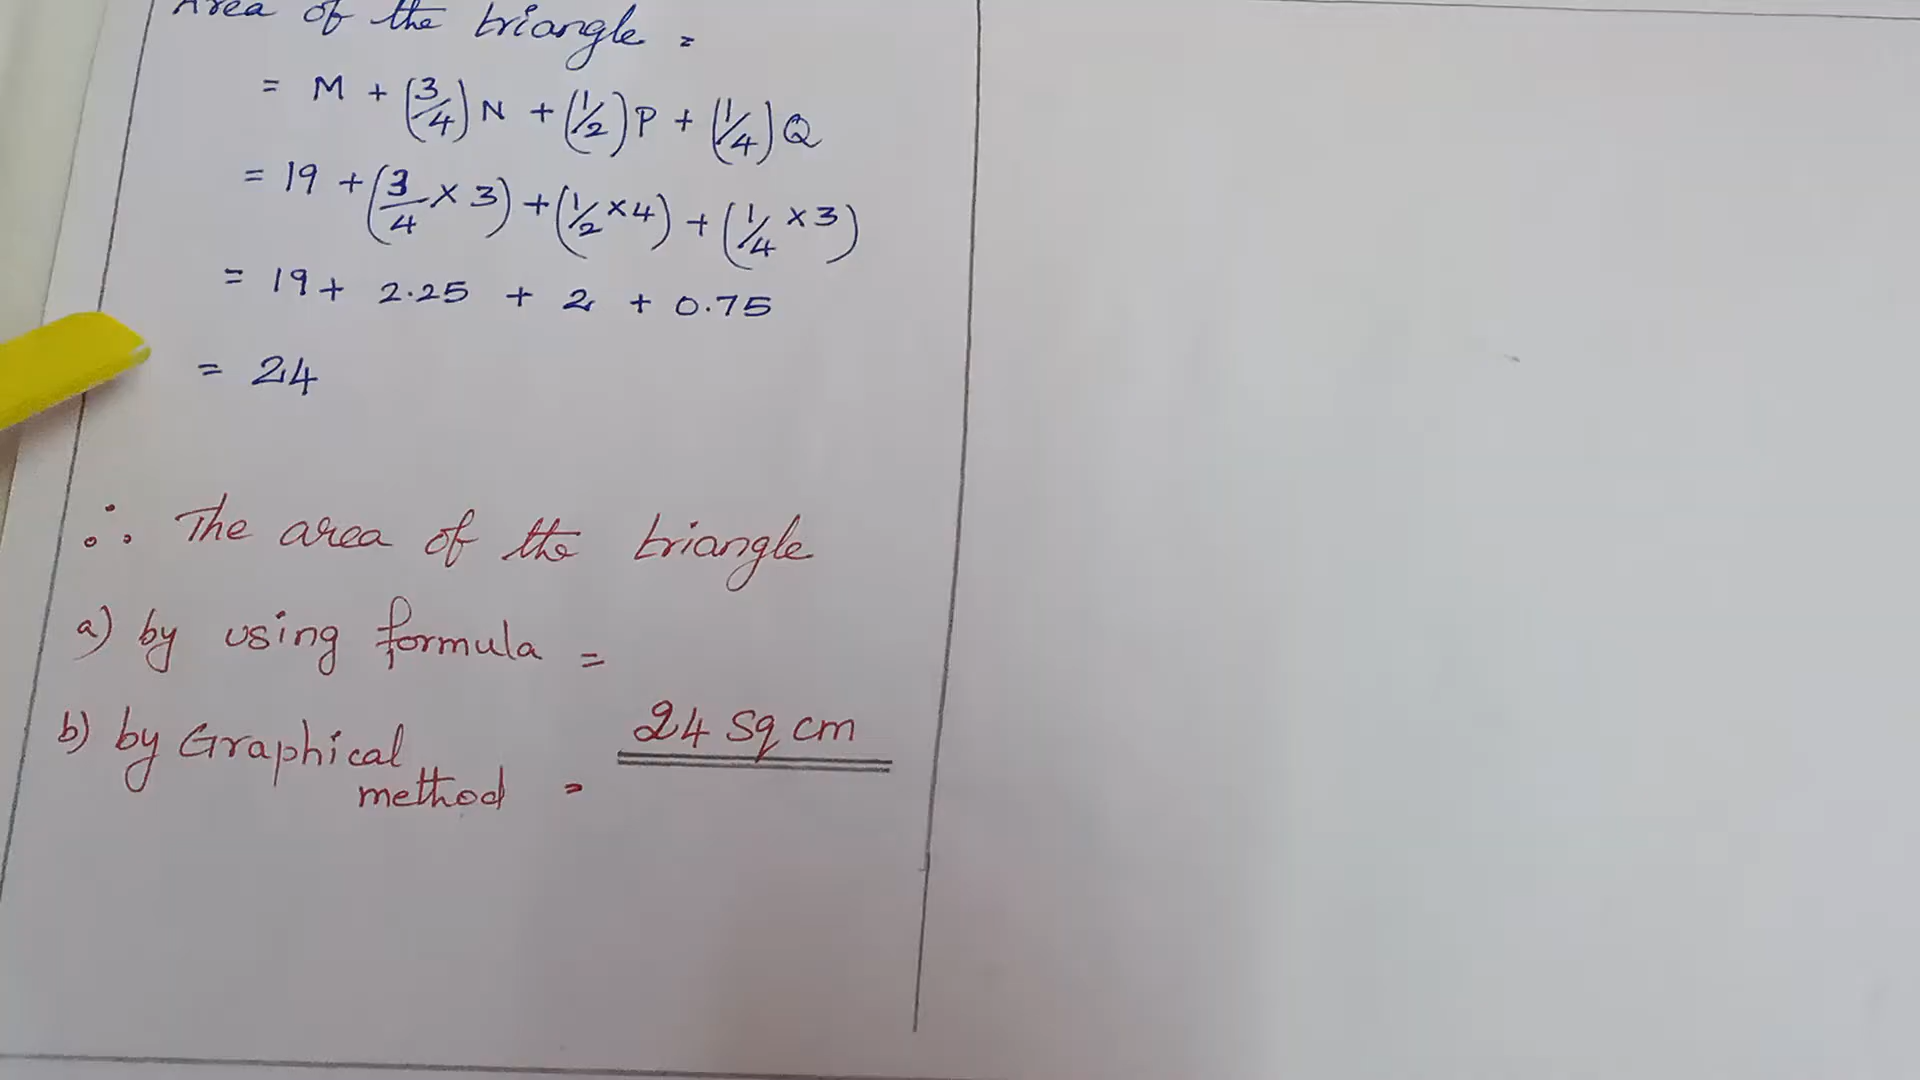 Area of the triangle =
= M + (3/4) N + (1/2) P + (1/4) Q
= 19 + (3/4 × 3) + (1/2 × 4) + (1/4 × 3)
= 19 + 2.25 + 2 + 0.75
= 24
∴ The area of the triangle
a) by using formula =
24 Sq cm
b) by Graphical
method =